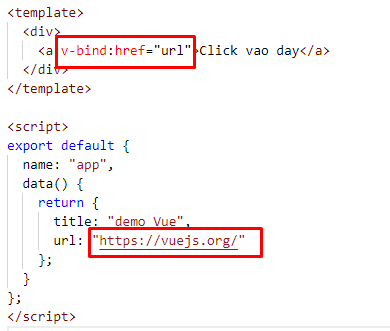 <template>
<div>
<a v-bind:href="url">Click vao day</a>
</div>
</template>
<script>
export default {
name: "app",
data() {
return {
title: "demo Vue",
url: "https://vuejs.org/"
};
}
};
</script>